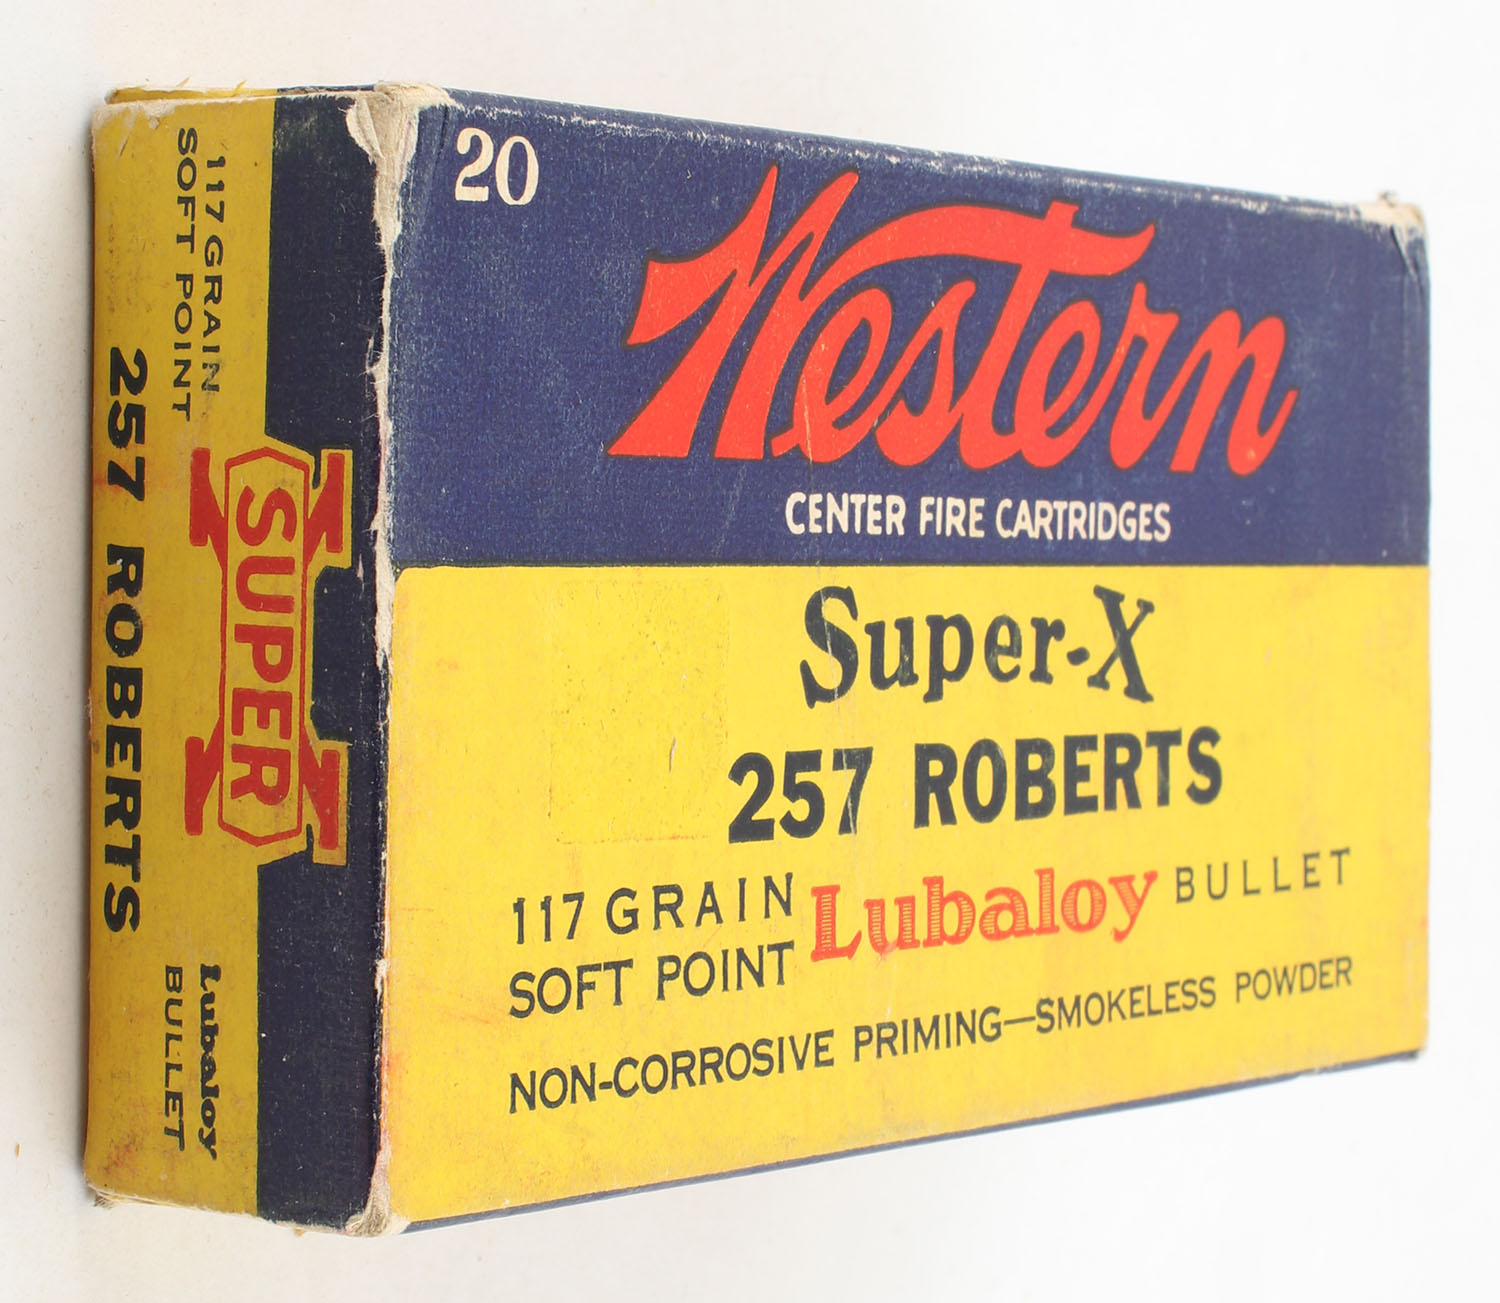 20
Western
CENTER FIRE CARTRIDGES
Super-X
257 ROBERTS
117 GRAIN
SOFT POINT
Lubaloy BULLET
NON-CORROSIVE PRIMING—SMOKELESS POWDER
117 GRAIN
SOFT POINT
SUPER X
257 ROBERTS
Lubaloy
BULLET